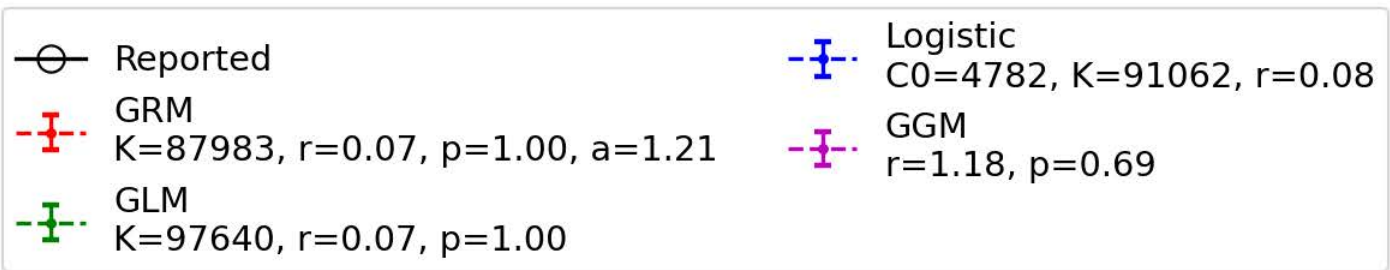 Reported
GRM
K=87983, r=0.07, p=1.00, a=1.21
GLM
K=97640, r=0.07, p=1.00
Logistic
C0=4782, K=91062, r=0.08
GGM
r=1.18, p=0.69